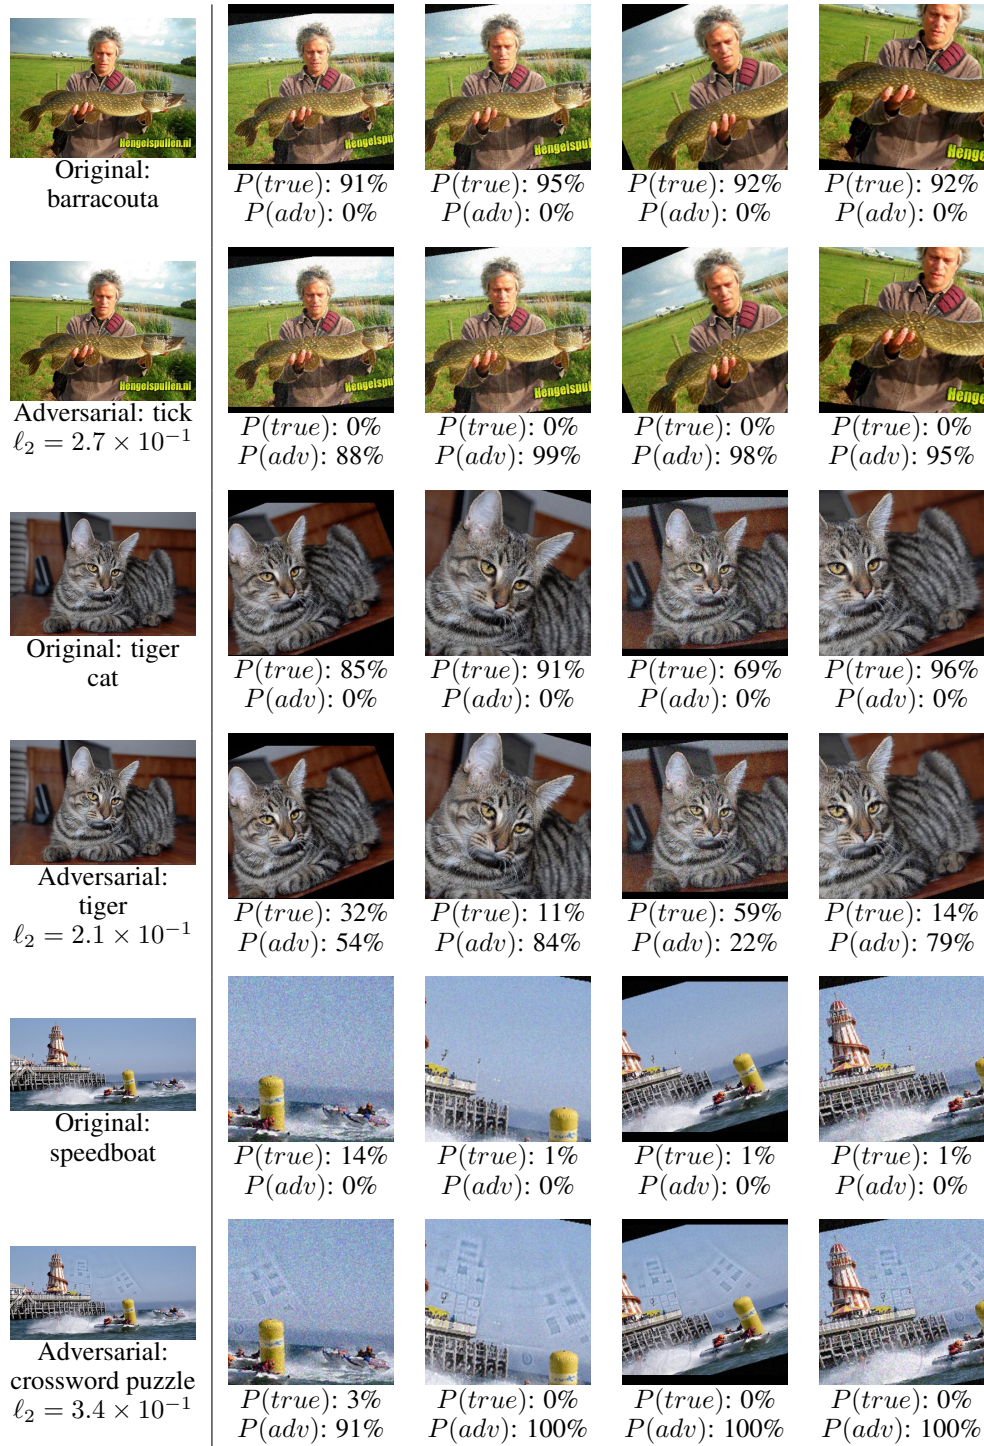 Hengelspullen.nl
Hengelspul
Hengelspul
Henge
Original:
barracouta
P(true): 91%
P(adv): 0%
P(true): 95%
P(adv): 0%
P(true): 92%
P(adv): 0%
P(true): 92%
P(adv): 0%
Hengelspullen.nl
Hengelspul
Hengelspul
Henge
Adversarial: tick
ℓ₂ = 2.7 × 10⁻¹
P(true): 0%
P(adv): 88%
P(true): 0%
P(adv): 99%
P(true): 0%
P(adv): 98%
P(true): 0%
P(adv): 95%
Original: tiger
cat
P(true): 85%
P(adv): 0%
P(true): 91%
P(adv): 0%
P(true): 69%
P(adv): 0%
P(true): 96%
P(adv): 0%
Adversarial:
tiger
ℓ₂ = 2.1 × 10⁻¹
P(true): 32%
P(adv): 54%
P(true): 11%
P(adv): 84%
P(true): 59%
P(adv): 22%
P(true): 14%
P(adv): 79%
Original:
speedboat
P(true): 14%
P(adv): 0%
P(true): 1%
P(adv): 0%
P(true): 1%
P(adv): 0%
P(true): 1%
P(adv): 0%
Adversarial:
crossword puzzle
ℓ₂ = 3.4 × 10⁻¹
P(true): 3%
P(adv): 91%
P(true): 0%
P(adv): 100%
P(true): 0%
P(adv): 100%
P(true): 0%
P(adv): 100%